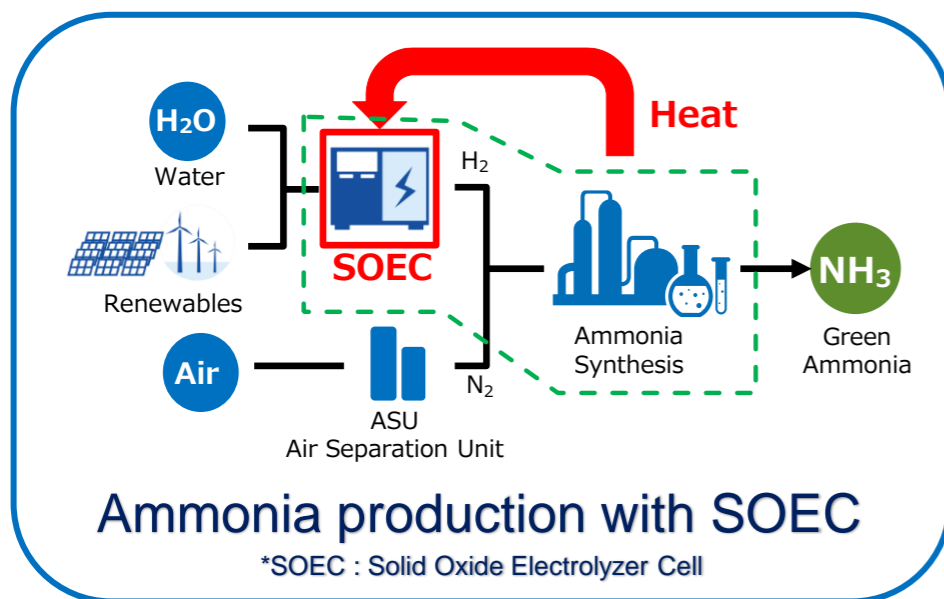 H₂O
Water
Renewables
Air
SOEC
Heat
H₂
N₂
ASU
Air Separation Unit
Ammonia
Synthesis
NH₃
Green
Ammonia
Ammonia production with SOEC
*SOEC : Solid Oxide Electrolyzer Cell